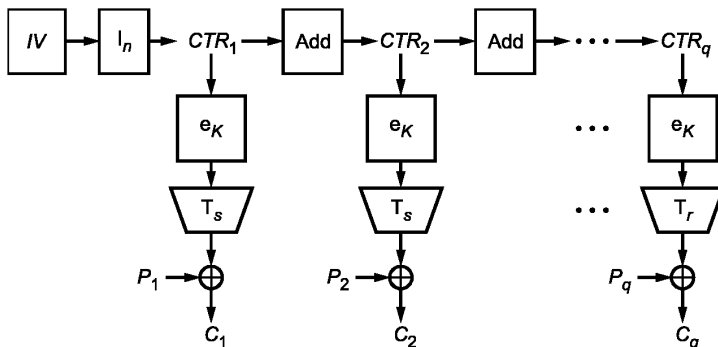 IV I_n CTR_1 Add CTR_2 Add ... CTR_q
e_K e_K ... e_K
T_s T_s ... T_r
P_1 P_2 P_q
C_1 C_2 C_q